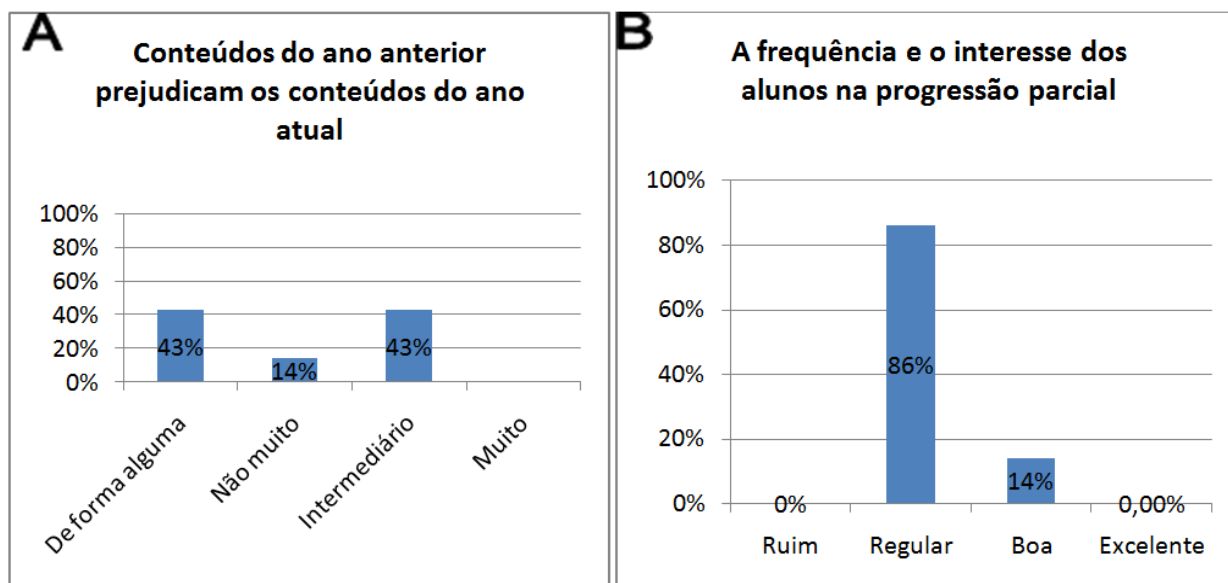 A
Conteúdos do ano anterior
prejudicam os conteúdos do ano
atual
100%
80%
60%
40%
20%
0%
43%
14%
43%
De forma alguma
Não muito
Intermediário
Muito
B
A frequência e o interesse dos
alunos na progressão parcial
100%
80%
60%
40%
20%
0%
0%
86%
14%
0,00%
Ruim
Regular
Boa
Excelente